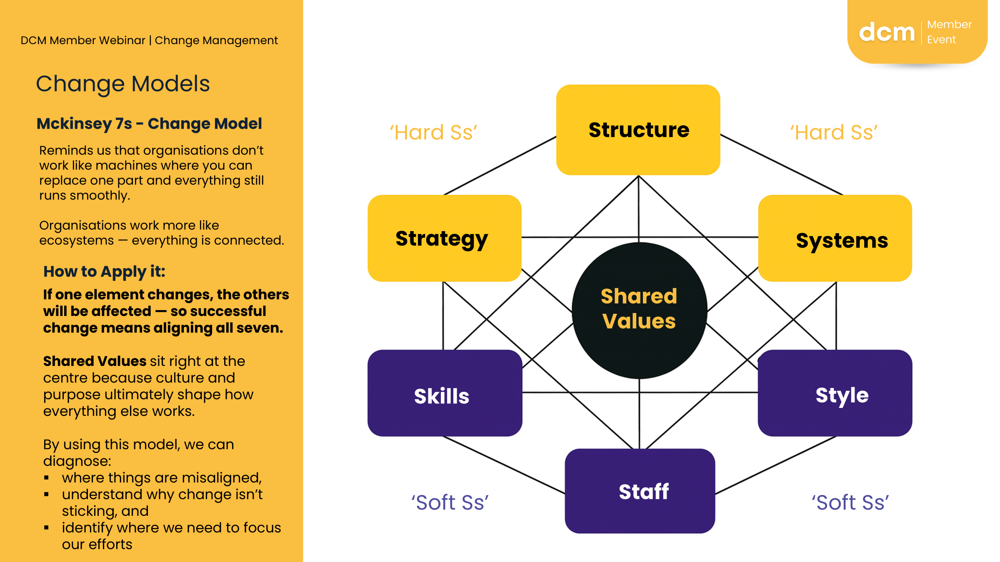 DCM Member Webinar | Change Management
Change Models
Mckinsey 7s - Change Model
Reminds us that organisations don’t
work like machines where you can
replace one part and everything still
runs smoothly.
Organisations work more like
ecosystems — everything is connected.
How to Apply it:
If one element changes, the others
will be affected — so successful
change means aligning all seven.
Shared Values sit right at the
centre because culture and
purpose ultimately shape how
everything else works.
By using this model, we can
diagnose:
▪ where things are misaligned,
▪ understand why change isn’t
sticking, and
▪ identify where we need to focus
our efforts
dcm
Member
Event
‘Hard Ss’
Structure
‘Hard Ss’
Strategy
Systems
Shared
Values
Skills
Style
Staff
‘Soft Ss’
‘Soft Ss’